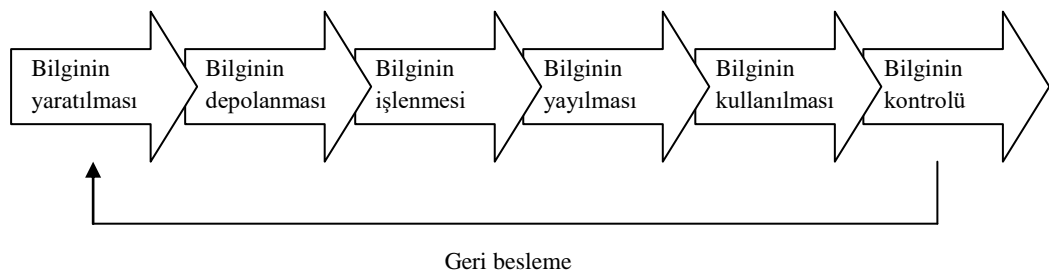 Bilginin
yaratılması
Bilginin
depolanması
Bilginin
işlenmesi
Bilginin
yayılması
Bilginin
kullanılması
Bilginin
kontrolü
Geri besleme